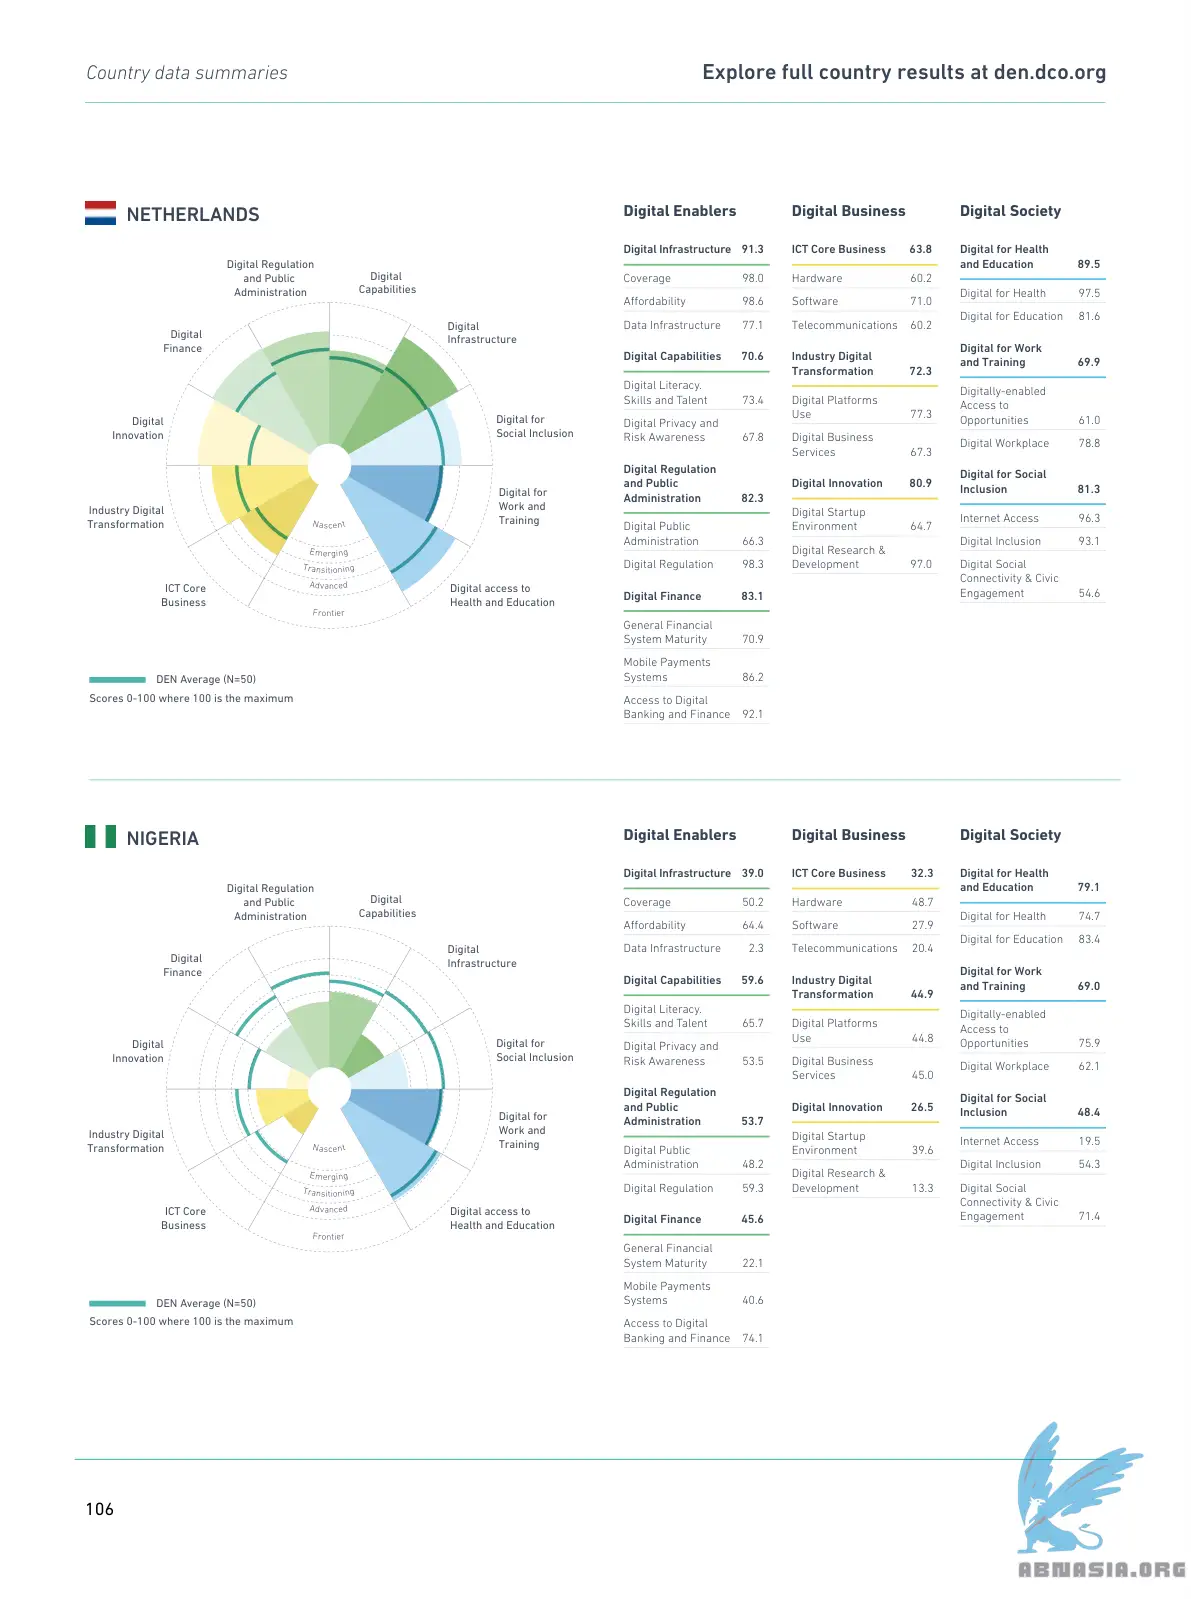 Country data summaries
Explore full country results at den.dco.org
NETHERLANDS
Digital Regulation
and Public
Administration
Digital
Capabilities
Digital
Finance
Digital
Infrastructure
Digital
Innovation
Digital for
Social Inclusion
Industry Digital
Transformation
Digital for
Work and
Training
ICT Core
Business
Digital access to
Health and Education
Nascent
Emerging
Transitioning
Advanced
Frontier
DEN Average (N=50)
Scores 0-100 where 100 is the maximum
Digital Enablers
Digital Infrastructure 91.3
Coverage 98.0
Affordability 98.6
Data Infrastructure 77.1
Digital Capabilities 70.6
Digital Literacy.
Skills and Talent 73.4
Digital Privacy and
Risk Awareness 67.8
Digital Regulation
and Public
Administration 82.3
Digital Public
Administration 66.3
Digital Regulation 98.3
Digital Finance 83.1
General Financial
System Maturity 70.9
Mobile Payments
Systems 86.2
Access to Digital
Banking and Finance 92.1
Digital Business
ICT Core Business 63.8
Hardware 60.2
Software 71.0
Telecommunications 60.2
Industry Digital
Transformation 72.3
Digital Platforms
Use 77.3
Digital Business
Services 67.3
Digital Innovation 80.9
Digital Startup
Environment 64.7
Digital Research &
Development 97.0
Digital Society
Digital for Health
and Education 89.5
Digital for Health 97.5
Digital for Education 81.6
Digital for Work
and Training 69.9
Digitally-enabled
Access to
Opportunities 61.0
Digital Workplace 78.8
Digital for Social
Inclusion 81.3
Internet Access 96.3
Digital Inclusion 93.1
Digital Social
Connectivity & Civic
Engagement 54.6
NIGERIA
Digital Regulation
and Public
Administration
Digital
Capabilities
Digital
Finance
Digital
Infrastructure
Digital
Innovation
Digital for
Social Inclusion
Industry Digital
Transformation
Digital for
Work and
Training
ICT Core
Business
Digital access to
Health and Education
Nascent
Emerging
Transitioning
Advanced
Frontier
DEN Average (N=50)
Scores 0-100 where 100 is the maximum
Digital Enablers
Digital Infrastructure 39.0
Coverage 50.2
Affordability 64.4
Data Infrastructure 2.3
Digital Capabilities 59.6
Digital Literacy.
Skills and Talent 65.7
Digital Privacy and
Risk Awareness 53.5
Digital Regulation
and Public
Administration 53.7
Digital Public
Administration 48.2
Digital Regulation 59.3
Digital Finance 45.6
General Financial
System Maturity 22.1
Mobile Payments
Systems 40.6
Access to Digital
Banking and Finance 74.1
Digital Business
ICT Core Business 32.3
Hardware 48.7
Software 27.9
Telecommunications 20.4
Industry Digital
Transformation 44.9
Digital Platforms
Use 44.8
Digital Business
Services 45.0
Digital Innovation 26.5
Digital Startup
Environment 39.6
Digital Research &
Development 13.3
Digital Society
Digital for Health
and Education 79.1
Digital for Health 74.7
Digital for Education 83.4
Digital for Work
and Training 69.0
Digitally-enabled
Access to
Opportunities 75.9
Digital Workplace 62.1
Digital for Social
Inclusion 48.4
Internet Access 19.5
Digital Inclusion 54.3
Digital Social
Connectivity & Civic
Engagement 71.4
106
ABNASIA.ORG